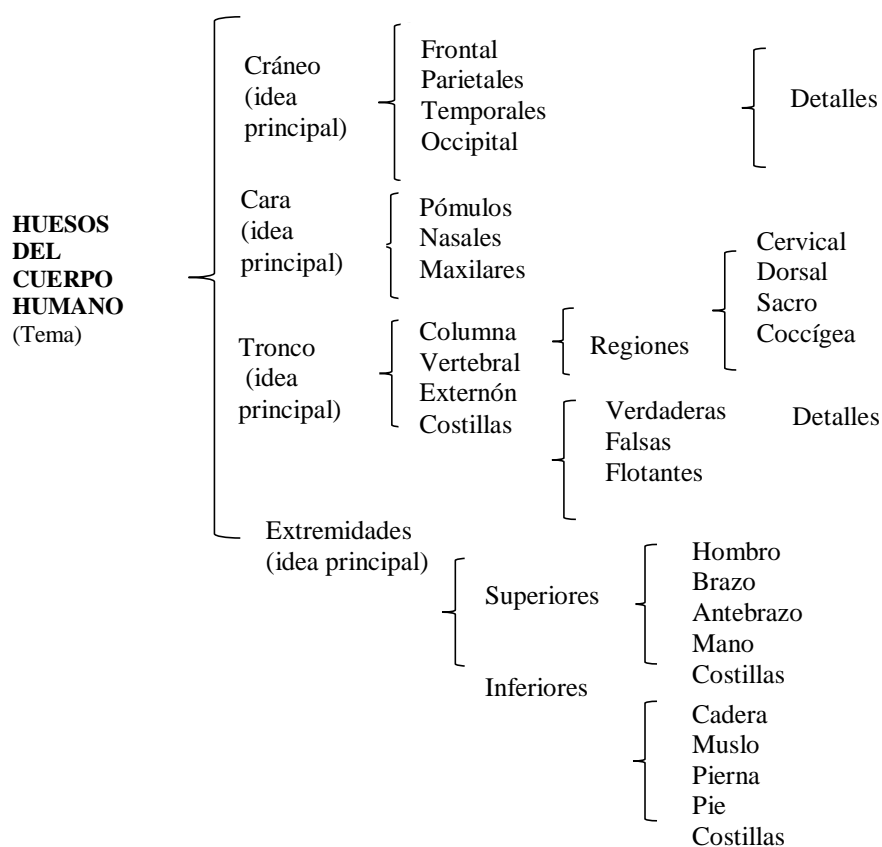 HUESOS
DEL
CUERPO
HUMANO
(Tema)
Cráneo
(idea
principal)
Frontal
Parietales
Temporales
Occipital
Detalles
Cara
(idea
principal)
Pómulos
Nasales
Maxilares
Tronco
(idea
principal)
Columna
Vertebral
Externón
Costillas
Regiones
Cervical
Dorsal
Sacro
Coccígea
Verdaderas
Falsas
Flotantes
Detalles
Extremidades
(idea principal)
Superiores
Hombro
Brazo
Antebrazo
Mano
Costillas
Inferiores
Cadera
Muslo
Pierna
Pie
Costillas